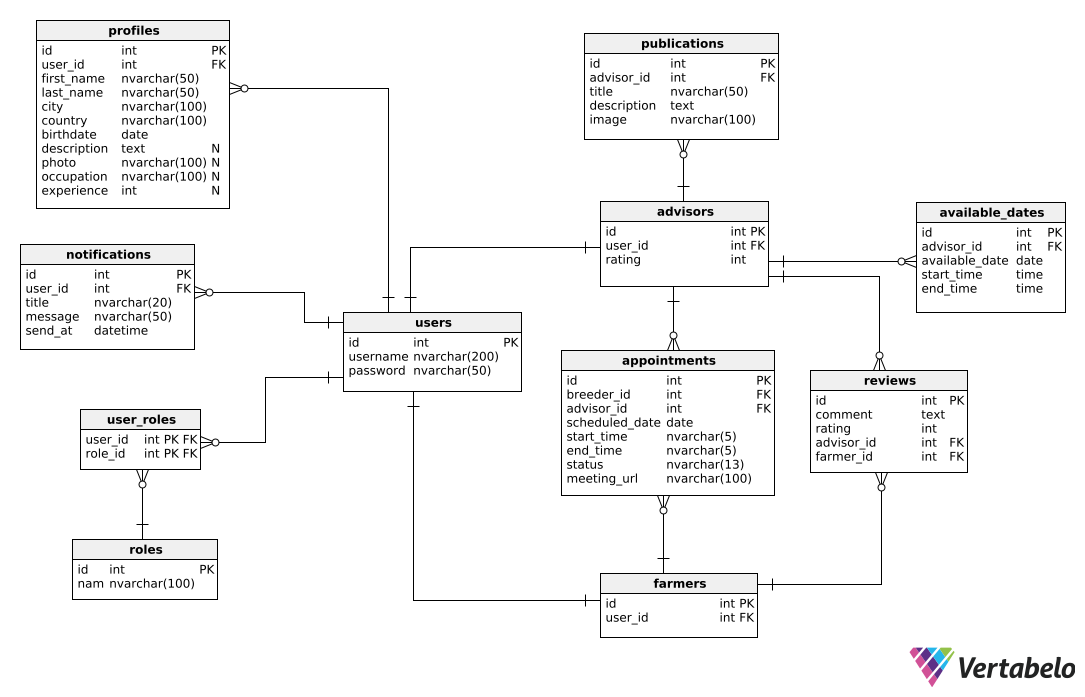 profiles
id int PK
user_id int FK
first_name nvarchar(50)
last_name nvarchar(50)
city nvarchar(100)
country nvarchar(100)
birthdate date
description text N
photo nvarchar(100) N
occupation nvarchar(100) N
experience int N
publications
id int PK
advisor_id int FK
title nvarchar(50)
description text
image nvarchar(100)
advisors
id int PK
user_id int FK
rating int
available_dates
id int PK
advisor_id int FK
available_date date
start_time time
end_time time
notifications
id int PK
user_id int FK
title nvarchar(20)
message nvarchar(50)
send_at datetime
users
id int PK
username nvarchar(200)
password nvarchar(50)
appointments
id int PK
breeder_id int FK
advisor_id int FK
scheduled_date date
start_time nvarchar(5)
end_time nvarchar(5)
status nvarchar(13)
meeting_url nvarchar(100)
reviews
id int PK
comment text
rating int
advisor_id int FK
farmer_id int FK
user_roles
user_id int PK FK
role_id int PK FK
roles
id int PK
nam nvarchar(100)
farmers
id int PK
user_id int FK
Vertabelo